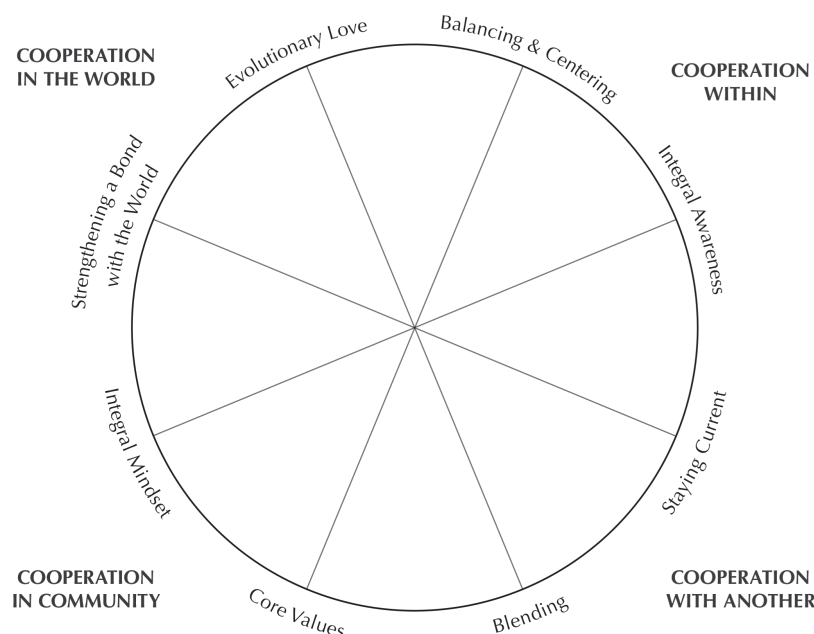 Evolutionary Love
Balancing & Centering
COOPERATION
IN THE WORLD
COOPERATION
WITHIN
Strengthening a Bond
with the World
Integral Awareness
Integral Mindset
Staying Current
COOPERATION
IN COMMUNITY
COOPERATION
WITH ANOTHER
Core Values
Blending